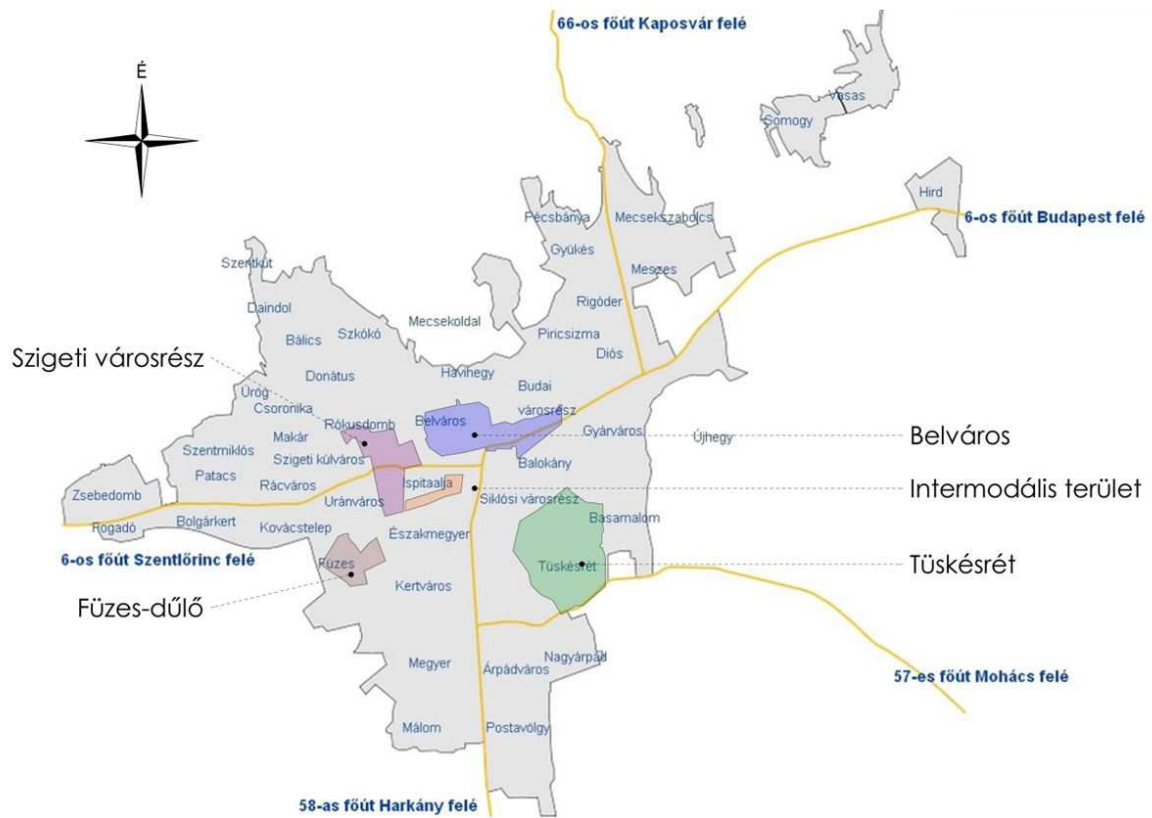 66-os főút Kaposvár felé
É
Vasas
Somogy
Hird
6-os főút Budapest felé
Pécsbánya
Mecsekszabolcs
Gyükés
Szentkút
Meszes
Daindol
Rigóder
Mecsekoldal
Szkókó
Piricsizma
Bálics
Szigeti városrész
Diós
Donátus
Havihegy
Budai
városrész
Üróg
Csoronika
Rókusdomb
Belváros
Gyárváros
Újhegy
Belváros
Makár
Szentmiklós
Szigeti külváros
Balokány
Patacs
Rácváros
Ispitaalja
Intermodális terület
Zsebedomb
Uránváros
Siklósi városrész
Fogadó
Bolgárkert
Kovácstelep
Északmegyer
Basamalom
6-os főút Szentlőrinc felé
Füzes
Tüskésrét
Tüskésrét
Kertváros
Füzes-dűlő
Megyer
Árpádváros
Nagyárpád
57-es főút Mohács felé
Málom
Postavölgy
58-as főút Harkány felé